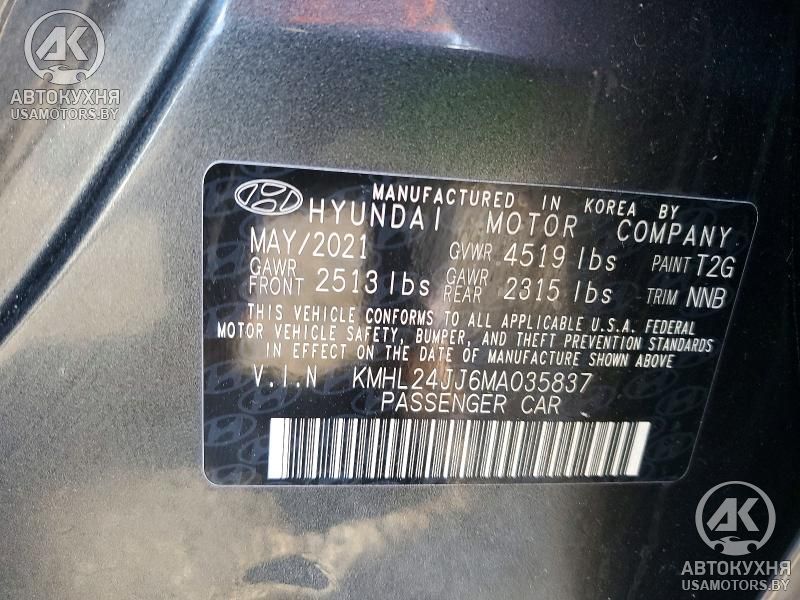 AK
АВТОКУХНЯ
USAMOTORS.BY
MANUFACTURED IN KOREA BY
HYUNDAI MOTOR COMPANY
MAY/2021 GVWR 4519 lbs PAINT T2G
GAWR FRONT 2513 lbs GAWR REAR 2315 lbs TRIM NNB
THIS VEHICLE CONFORMS TO ALL APPLICABLE U.S.A. FEDERAL
MOTOR VEHICLE SAFETY, BUMPER, AND THEFT PREVENTION STANDARDS
IN EFFECT ON THE DATE OF MANUFACTURE SHOWN ABOVE
V.I.N KMHL24JJ6MA035837
PASSENGER CAR
AK
АВТОКУХНЯ
USAMOTORS.BY